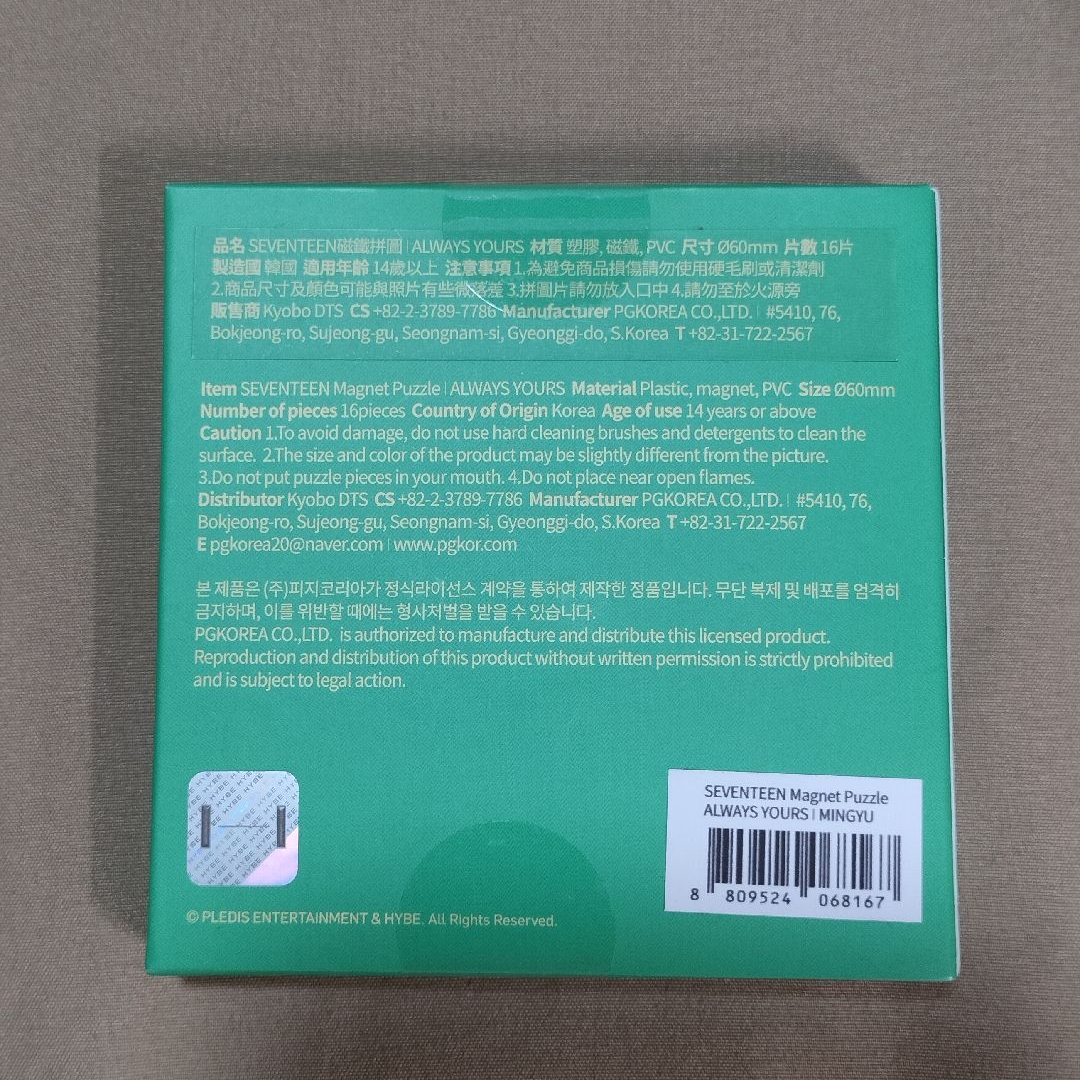 品名 SEVENTEEN磁鐵拼圖 | ALWAYS YOURS 材質 塑膠, 磁鐵, PVC 尺寸 Ø60mm 片數 16片
製造國 韓國 適用年齡 14歲以上 注意事項 1.為避免商品損傷請勿使用硬毛刷或清潔劑
2.商品尺寸及顏色可能與照片有些微落差 3.拼圖片請勿放入口中 4.請勿至於火源旁
販售商 Kyobo DTS CS +82-2-3789-7786 Manufacturer PGKOREA CO.,LTD. | #5410, 76,
Bokjeong-ro, Sujeong-gu, Seongnam-si, Gyeonggi-do, S.Korea T +82-31-722-2567
Item SEVENTEEN Magnet Puzzle | ALWAYS YOURS Material Plastic, magnet, PVC Size Ø60mm
Number of pieces 16pieces Country of Origin Korea Age of use 14 years or above
Caution 1.To avoid damage, do not use hard cleaning brushes and detergents to clean the
surface. 2.The size and color of the product may be slightly different from the picture.
3.Do not put puzzle pieces in your mouth. 4.Do not place near open flames.
Distributor Kyobo DTS CS +82-2-3789-7786 Manufacturer PGKOREA CO.,LTD. | #5410, 76,
Bokjeong-ro, Sujeong-gu, Seongnam-si, Gyeonggi-do, S.Korea T +82-31-722-2567
E pgkorea20@naver.com | www.pgkor.com
본 제품은 (주)피지코리아가 정식라이선스 계약을 통하여 제작한 정품입니다. 무단 복제 및 배포를 엄격히
금지하며, 이를 위반할 때에는 형사처벌을 받을 수 있습니다.
PGKOREA CO.,LTD. is authorized to manufacture and distribute this licensed product.
Reproduction and distribution of this product without written permission is strictly prohibited
and is subject to legal action.
HYBE HYBE HYBE
SEVENTEEN Magnet Puzzle
ALWAYS YOURS | MINGYU
8 809524 068167
© PLEDIS ENTERTAINMENT & HYBE. All Rights Reserved.